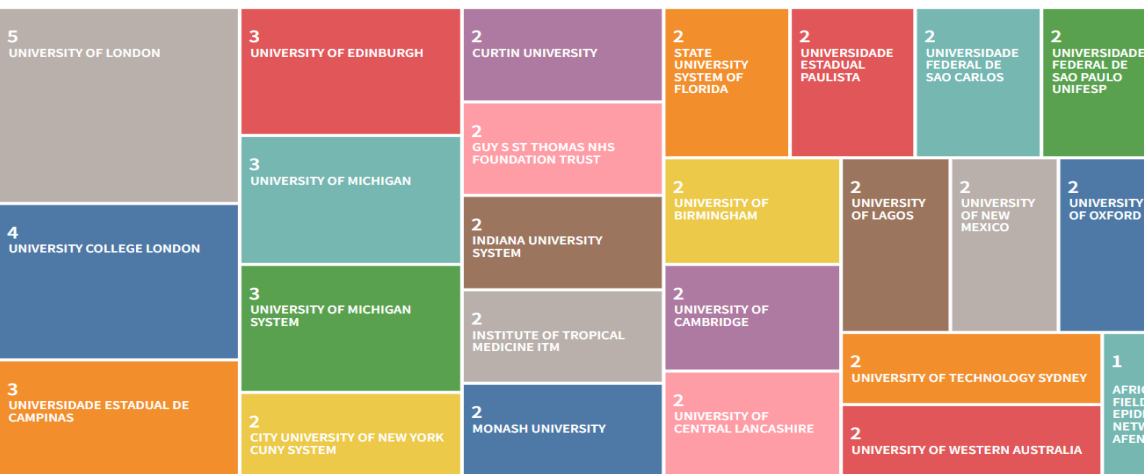 5
UNIVERSITY OF LONDON
4
UNIVERSITY COLLEGE LONDON
3
UNIVERSIDADE ESTADUAL DE
CAMPINAS
3
UNIVERSITY OF EDINBURGH
3
UNIVERSITY OF MICHIGAN
3
UNIVERSITY OF MICHIGAN
SYSTEM
2
CITY UNIVERSITY OF NEW YORK
CUNY SYSTEM
2
CURTIN UNIVERSITY
2
GUY S ST THOMAS NHS
FOUNDATION TRUST
2
INDIANA UNIVERSITY
SYSTEM
2
INSTITUTE OF TROPICAL
MEDICINE ITM
2
MONASH UNIVERSITY
2
STATE
UNIVERSITY
SYSTEM OF
FLORIDA
2
UNIVERSIDADE
ESTADUAL
PAULISTA
2
UNIVERSIDADE
FEDERAL DE
SAO CARLOS
2
UNIVERSIDADE
FEDERAL DE
SAO PAULO
UNIFESP
2
UNIVERSITY OF
BIRMINGHAM
2
UNIVERSITY OF
CAMBRIDGE
2
UNIVERSITY OF
CENTRAL LANCASHIRE
2
UNIVERSITY
OF LAGOS
2
UNIVERSITY
OF NEW
MEXICO
2
UNIVERSITY
OF OXFORD
2
UNIVERSITY OF TECHNOLOGY SYDNEY
2
UNIVERSITY OF WESTERN AUSTRALIA
1
AFRIC
FIELD
EPID
NETW
AFEN